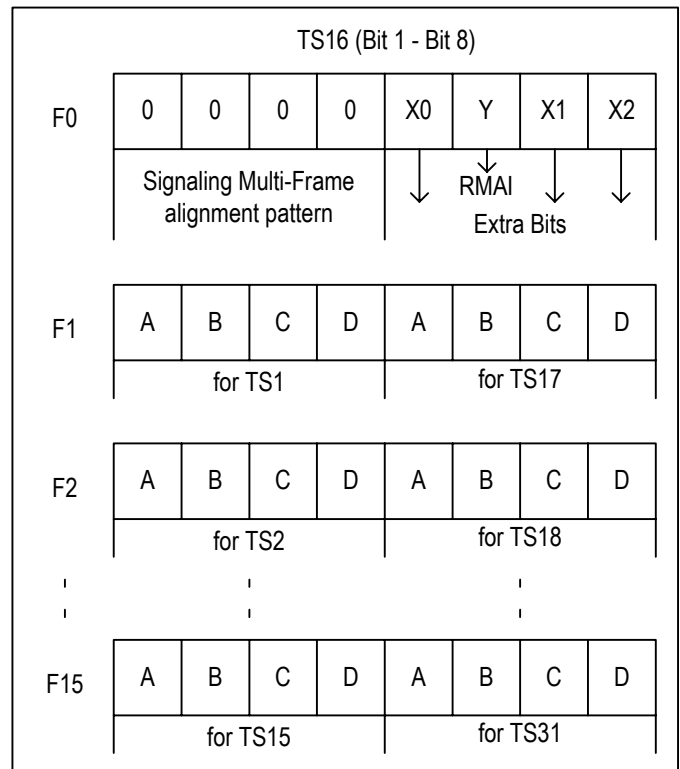 TS16 (Bit 1 - Bit 8)
F0 0 0 0 0 X0 Y X1 X2
Signaling Multi-Frame
alignment pattern
RMAI
Extra Bits
F1 A B C D A B C D
for TS1 for TS17
F2 A B C D A B C D
for TS2 for TS18
F15 A B C D A B C D
for TS15 for TS31